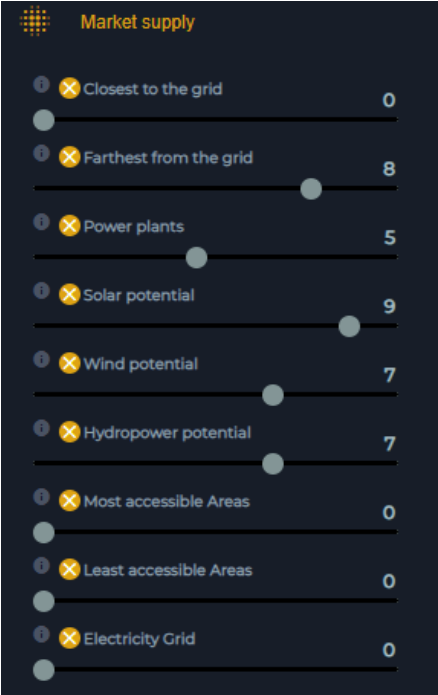 Market supply
Closest to the grid
0
Farthest from the grid
8
Power plants
5
Solar potential
9
Wind potential
7
Hydropower potential
7
Most accessible Areas
0
Least accessible Areas
0
Electricity Grid
0